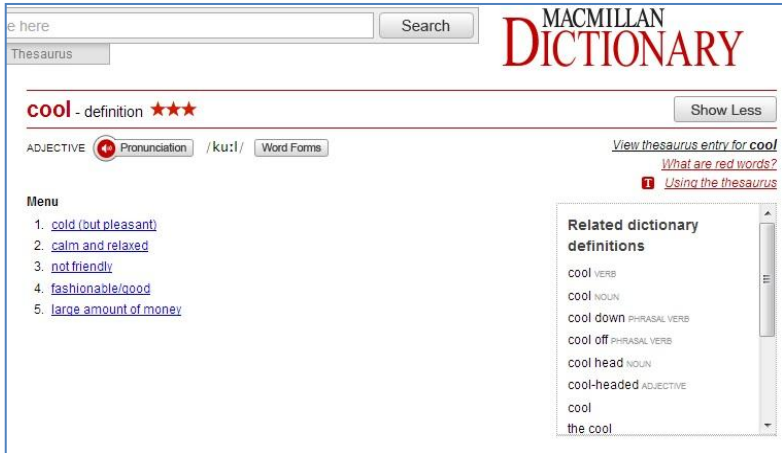 e here
Search
Thesaurus
MACMILLAN
DICTIONARY
cool - definition ★★★
Show Less
ADJECTIVE Pronunciation /kuːl/ Word Forms
View thesaurus entry for cool
What are red words?
T Using the thesaurus
Menu
1. cold (but pleasant)
2. calm and relaxed
3. not friendly
4. fashionable/good
5. large amount of money
Related dictionary
definitions
cool VERB
cool NOUN
cool down PHRASAL VERB
cool off PHRASAL VERB
cool head NOUN
cool-headed ADJECTIVE
cool
the cool